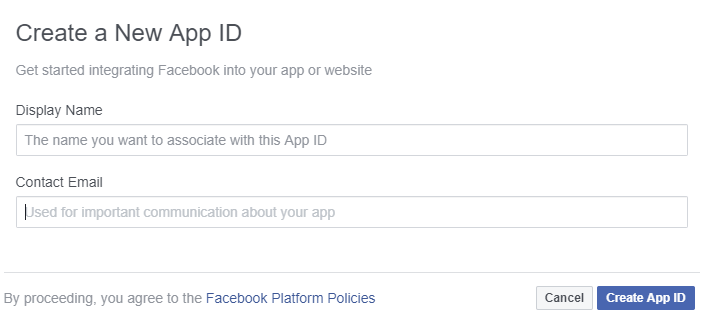 Create a New App ID
Get started integrating Facebook into your app or website
Display Name
The name you want to associate with this App ID
Contact Email
Used for important communication about your app
By proceeding, you agree to the Facebook Platform Policies
Cancel
Create App ID